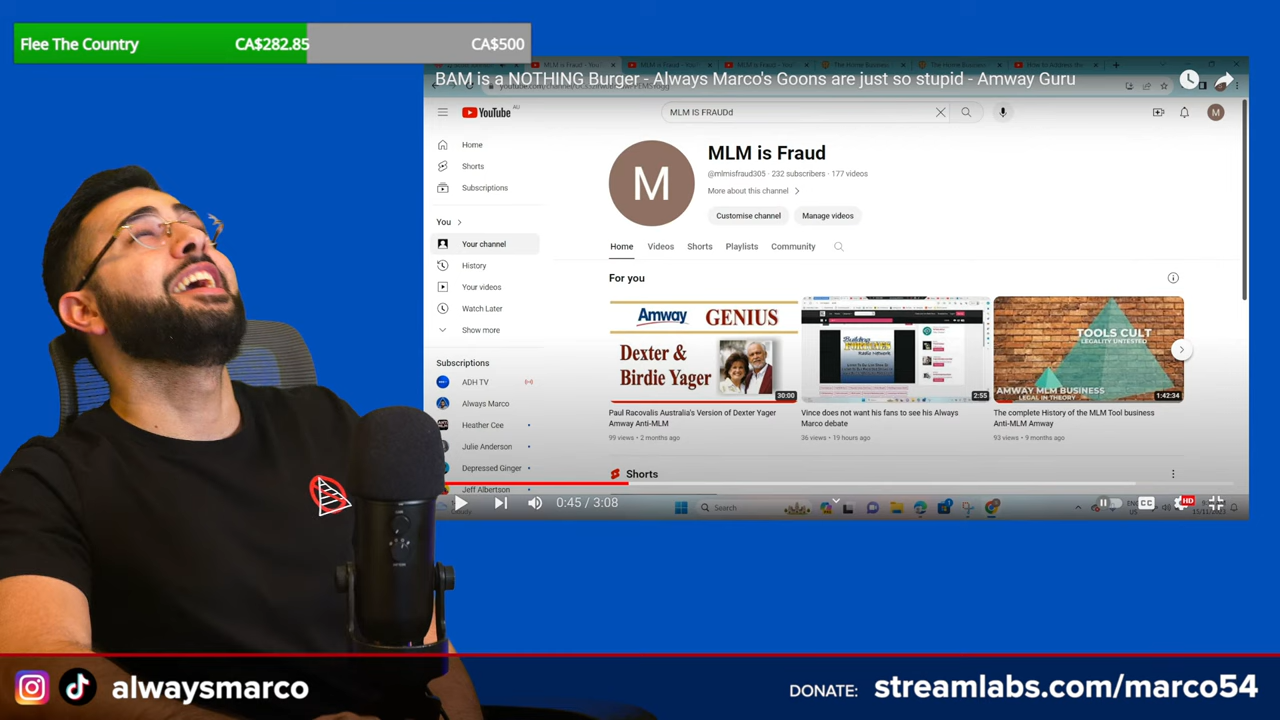 Flee The Country CA$282.85 CA$500
BAM is a NOTHING Burger - Always Marco's Goons are just so stupid - Amway Guru
YouTube AU
MLM IS FRAUDd
Home
Shorts
Subscriptions
You
Your channel
History
Your videos
Watch Later
Show more
Subscriptions
ADH TV
Always Marco
Heather Cee
Julie Anderson
Depressed Ginger
Jeff Albertson
M
MLM is Fraud
@mlmisfraud305 · 232 subscribers · 177 videos
More about this channel
Customise channel Manage videos
Home Videos Shorts Playlists Community
For you
Amway GENIUS
Dexter &
Birdie Yager
30:00
Paul Racovalis Australia's Version of Dexter Yager
Amway Anti-MLM
99 views · 2 months ago
2:55
Vince does not want his fans to see his Always
Marco debate
36 views · 19 hours ago
TOOLS CULT
LEGALITY UNTESTED
AMWAY MLM BUSINESS
LEGAL IN THEORY
1:42:34
The complete History of the MLM Tool business
Anti-MLM Amway
93 views · 9 months ago
Shorts
0:45 / 3:08
CC
HD
Search
alwaysmarco
DONATE: streamlabs.com/marco54